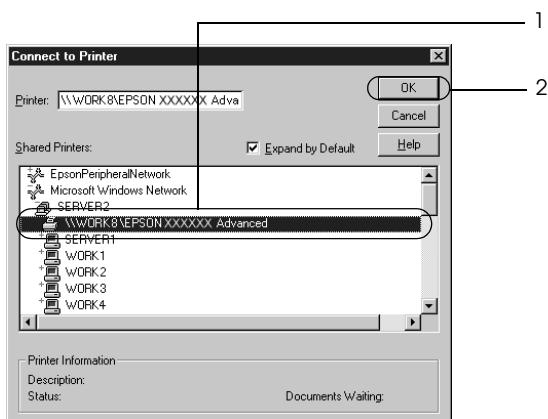 1
Connect to Printer
Printer: \\WORK8\EPSON XXXXXX Adva
OK
2
Cancel
Shared Printers:
Expand by Default
Help
EpsonPeripheralNetwork
Microsoft Windows Network
SERVER2
\\WORK8\EPSON XXXXXX Advanced
SERVER1
WORK1
WORK2
WORK3
WORK4
Printer Information
Description:
Status:
Documents Waiting: